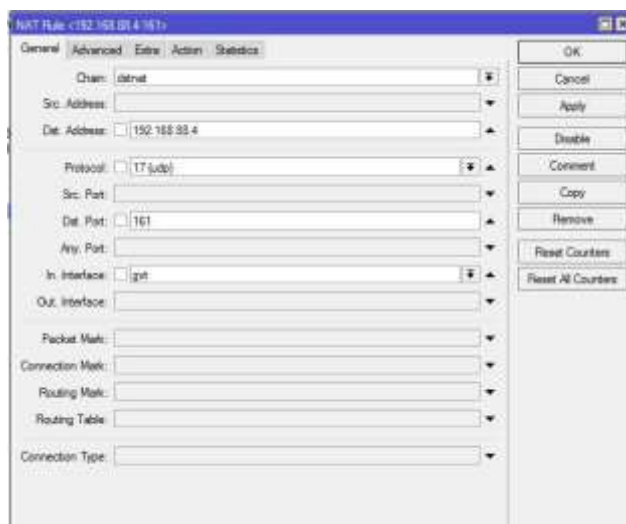 NAT Rule <192.168.88.4:161>
General Advanced Extra Action Statistics
Chain: dstnat
Src. Address:
Dst. Address: 192.168.88.4
Protocol: 17 (udp)
Src. Port:
Dst. Port: 161
Any. Port:
In. Interface: gvt
Out. Interface:
Packet Mark:
Connection Mark:
Routing Mark:
Routing Table:
Connection Type:
OK
Cancel
Apply
Disable
Comment
Copy
Remove
Reset Counters
Reset All Counters